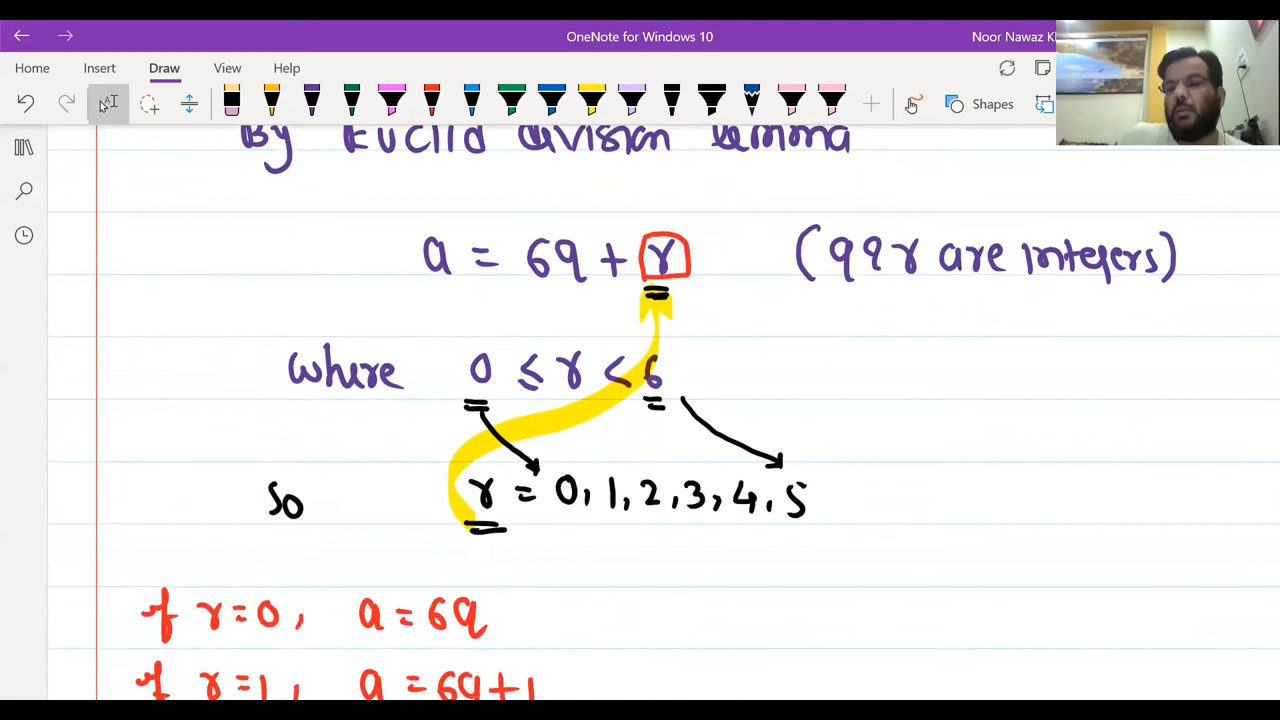 OneNote for Windows 10
Noor Nawaz K
Home Insert Draw View Help
Shapes
By Euclid division lemma
a = 6q + r (q & r are integers)
where 0 ≤ r < 6
So r = 0, 1, 2, 3, 4, 5
if r = 0, a = 6q
if r = 1, a = 6q + 1